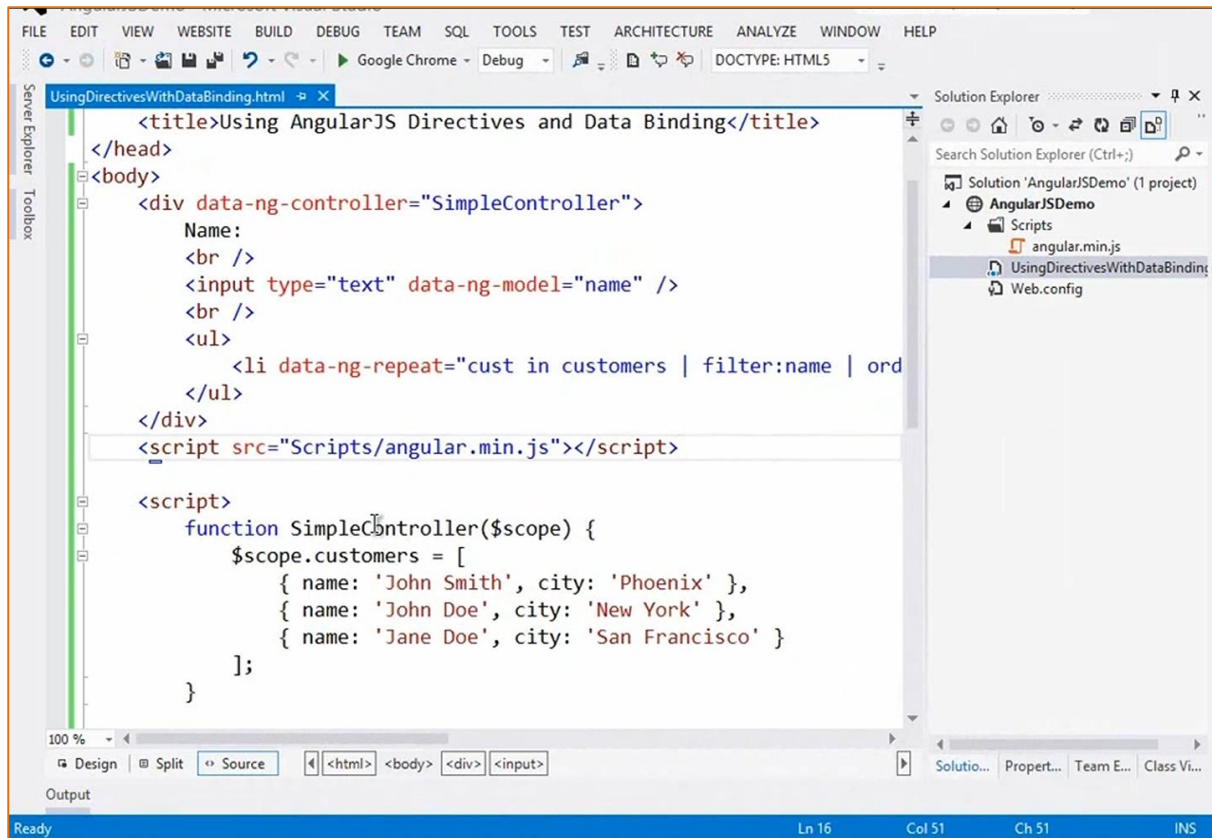 FILE EDIT VIEW WEBSITE BUILD DEBUG TEAM SQL TOOLS TEST ARCHITECTURE ANALYZE WINDOW HELP
Google Chrome Debug DOCTYPE: HTML5
Server Explorer
Toolbox
UsingDirectivesWithDataBinding.html
<title>Using AngularJS Directives and Data Binding</title>
</head>
<body>
<div data-ng-controller="SimpleController">
Name:
<br />
<input type="text" data-ng-model="name" />
<br />
<ul>
<li data-ng-repeat="cust in customers | filter:name | ord
</ul>
</div>
<script src="Scripts/angular.min.js"></script>
<script>
function SimpleController($scope) {
$scope.customers = [
{ name: 'John Smith', city: 'Phoenix' },
{ name: 'John Doe', city: 'New York' },
{ name: 'Jane Doe', city: 'San Francisco' }
];
}
100 %
Design Split Source <html> <body> <div> <input>
Solution Explorer
Search Solution Explorer (Ctrl+;)
Solution 'AngularJSDemo' (1 project)
AngularJSDemo
Scripts
angular.min.js
UsingDirectivesWithDataBinding
Web.config
Solutio... Propert... Team E... Class Vi...
Output
Ready Ln 16 Col 51 Ch 51 INS